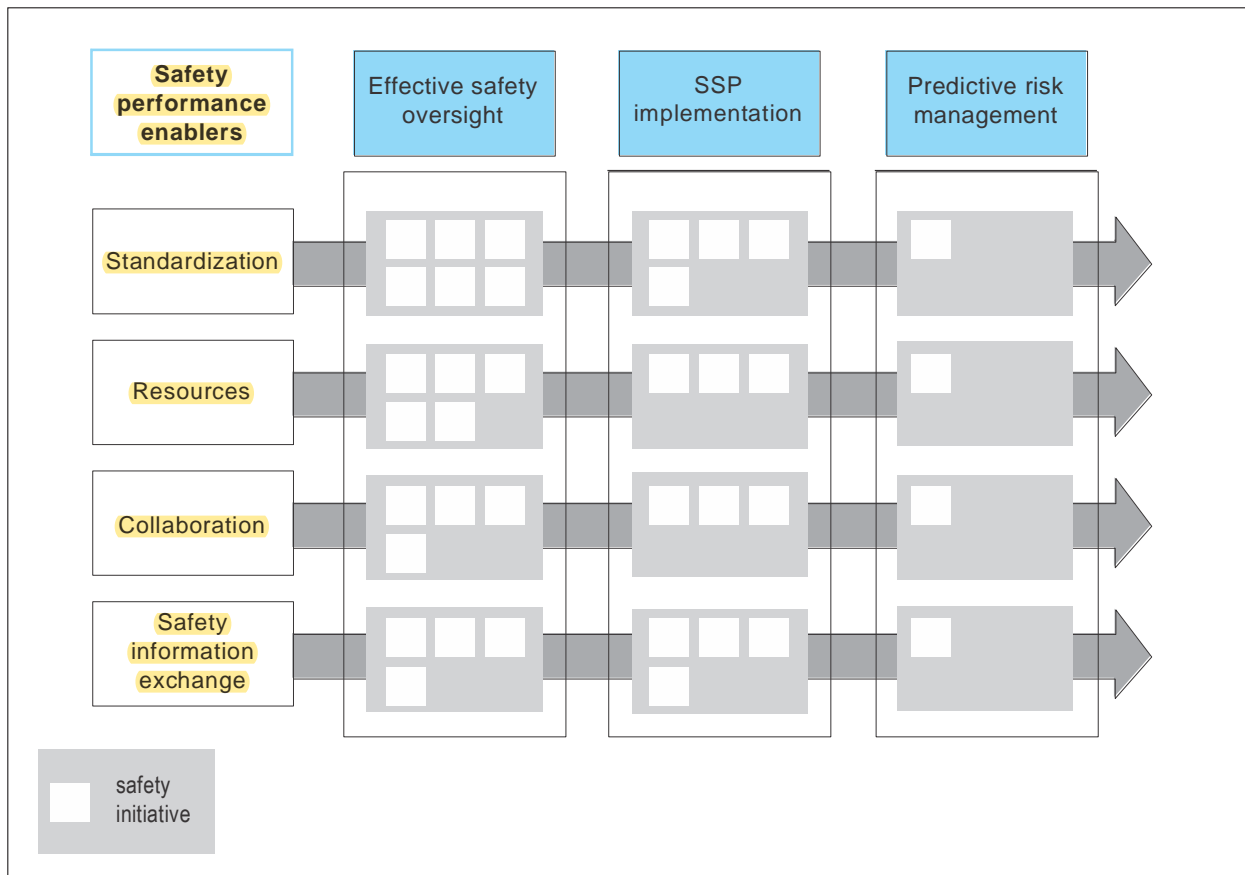 Safety
performance
enablers
Effective safety
oversight
SSP
implementation
Predictive risk
management
Standardization
Resources
Collaboration
Safety
information
exchange
safety
initiative